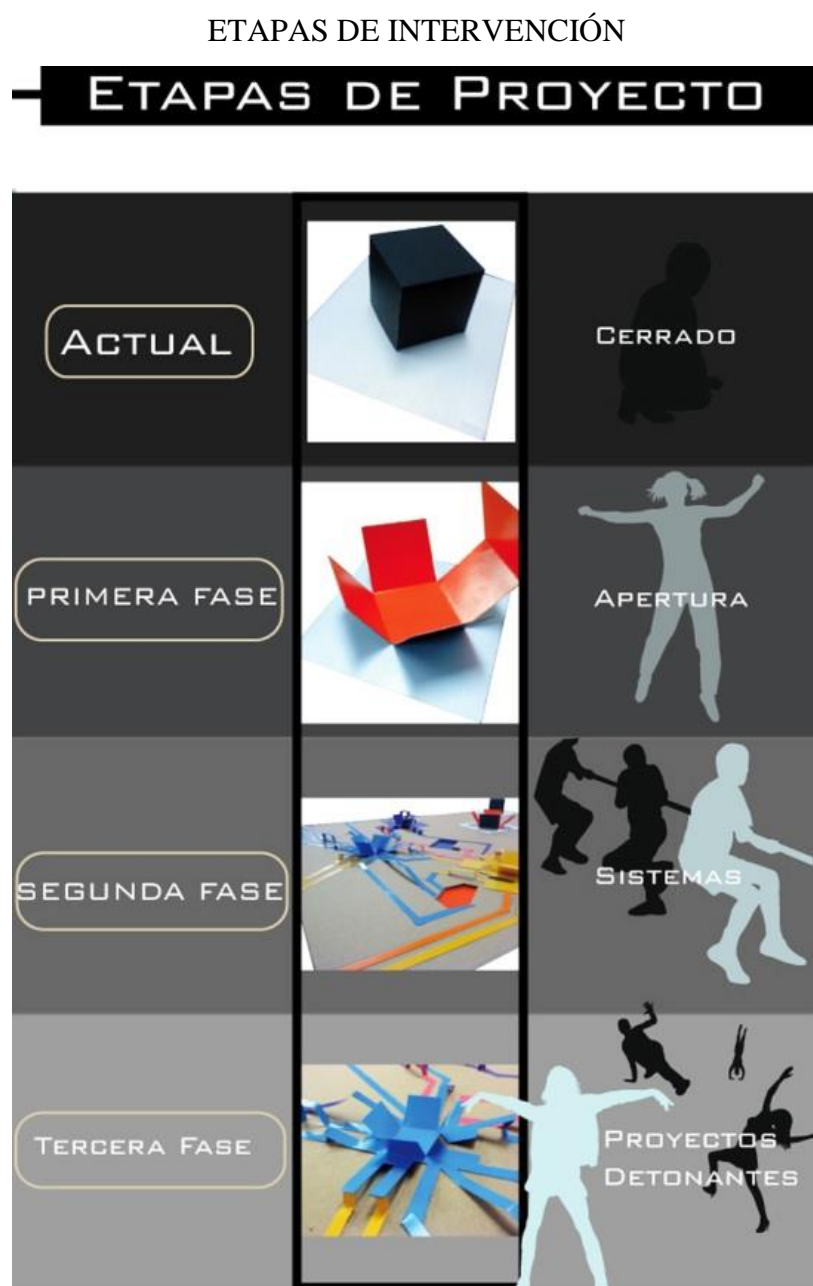 ETAPAS DE INTERVENCIÓN
ETAPAS DE PROYECTO
ACTUAL
CERRADO
PRIMERA FASE
APERTURA
SEGUNDA FASE
SISTEMAS
TERCERA FASE
PROYECTOS
DETONANTES